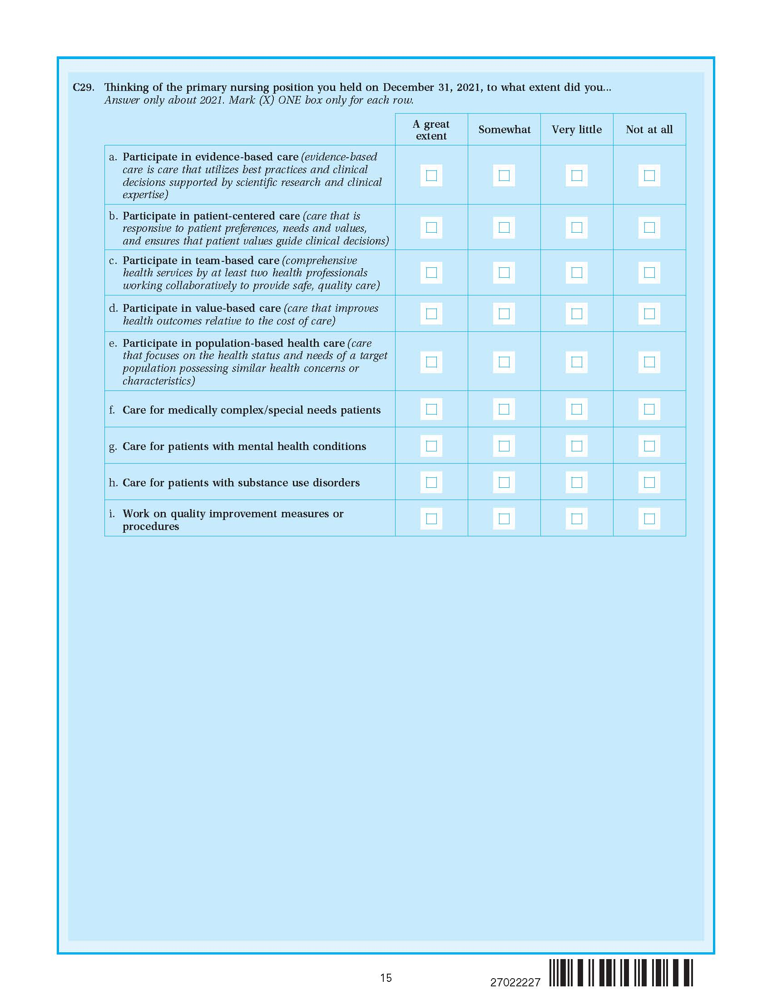 C29. Thinking of the primary nursing position you held on December 31, 2021, to what extent did you...
Answer only about 2021. Mark (X) ONE box only for each row.
A great
extent
Somewhat
Very little
Not at all
a. Participate in evidence-based care (evidence-based
care is care that utilizes best practices and clinical
decisions supported by scientific research and clinical
expertise)
b. Participate in patient-centered care (care that is
responsive to patient preferences, needs and values,
and ensures that patient values guide clinical decisions)
c. Participate in team-based care (comprehensive
health services by at least two health professionals
working collaboratively to provide safe, quality care)
d. Participate in value-based care (care that improves
health outcomes relative to the cost of care)
e. Participate in population-based health care (care
that focuses on the health status and needs of a target
population possessing similar health concerns or
characteristics)
f. Care for medically complex/special needs patients
g. Care for patients with mental health conditions
h. Care for patients with substance use disorders
i. Work on quality improvement measures or
procedures
15
27022227